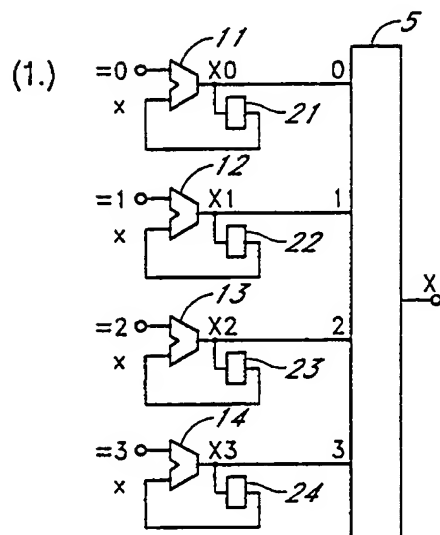 5
11
(1.) =0 X0 0
x 21
12
=1 X1 1
x 22
X
13
=2 X2 2
x 23
14
=3 X3 3
x 24